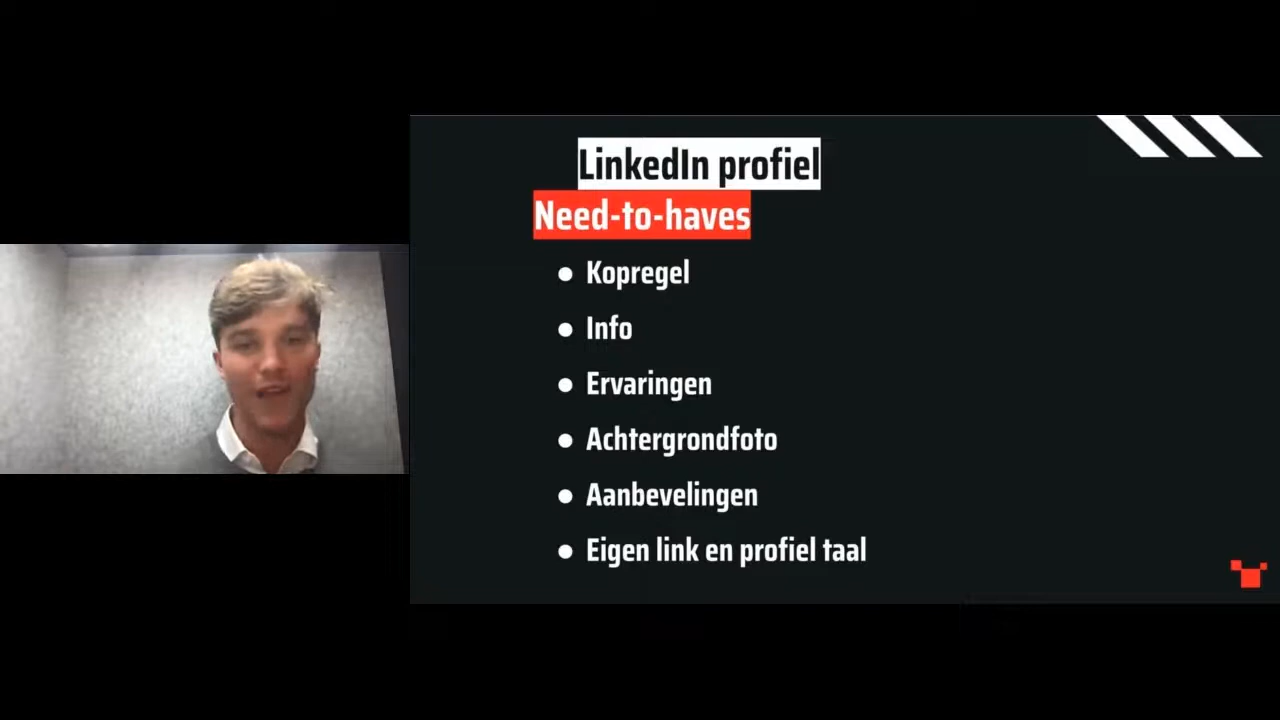 LinkedIn profiel
Need-to-haves
● Kopregel
● Info
● Ervaringen
● Achtergrondfoto
● Aanbevelingen
● Eigen link en profiel taal